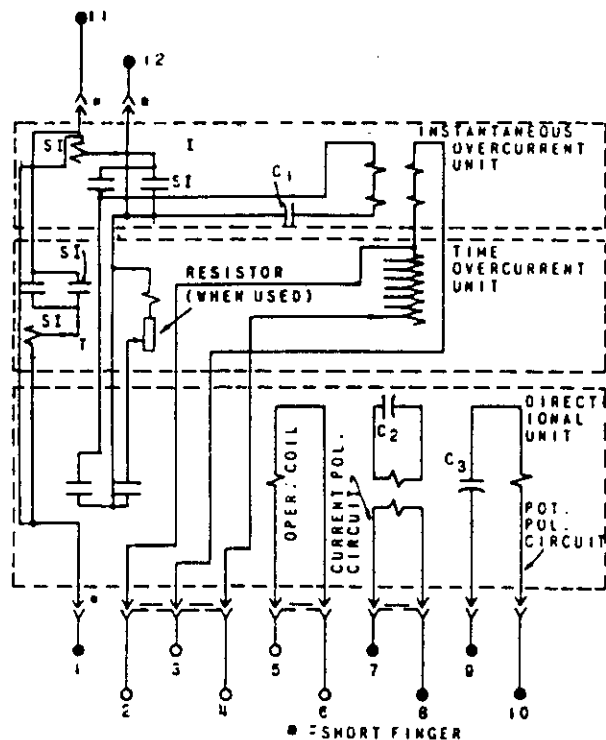 11
12
*
*
INSTANTANEOUS
OVERCURRENT
UNIT
SI
I
C1
SI
TIME
OVERCURRENT
UNIT
SI
RESISTOR
(WHEN USED)
SI
T
DIRECT-
IONAL
UNIT
C2
C3
OPER. COIL
CURRENT POL.
CIRCUIT
POT.
POL.
CIRCUIT
*
1
2
3
4
5
6
7
8
9
10
* = SHORT FINGER